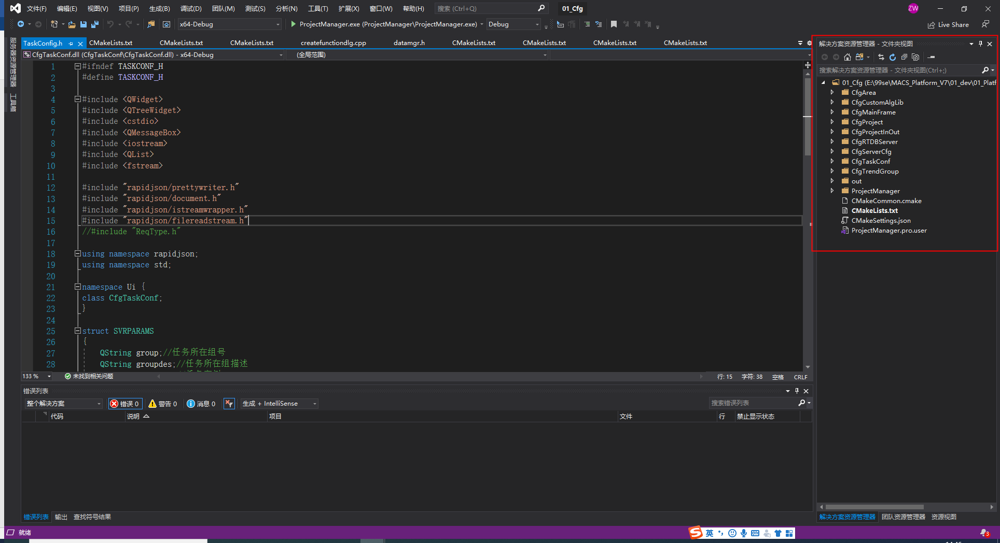 文件(F) 编辑(E) 视图(V) 项目(P) 生成(B) 调试(D) 团队(M) 测试(S) 分析(N) 工具(T) 扩展(X) 窗口(W) 帮助(H) 搜索 (Ctrl+Q) 01_Cfg ZW
x64-Debug ProjectManager.exe (ProjectManager\ProjectManager.exe) Debug Live Share
服务器资源管理器
工具箱
TaskConfig.h CMakeLists.txt CMakeLists.txt CMakeLists.txt createfunctiondlg.cpp datamgr.h CMakeLists.txt CMakeLists.txt CMakeLists.txt CMakeLists.txt
CfgTaskConf.dll (CfgTaskConf\CfgTaskConf.dll) - x64-Debug (全局范围)
1 #ifndef TASKCONF_H
2 #define TASKCONF_H
3
4 #include <QWidget>
5 #include <QTreeWidget>
6 #include <cstdio>
7 #include <QMessageBox>
8 #include <iostream>
9 #include <QList>
10 #include <fstream>
11
12 #include "rapidjson/prettywriter.h"
13 #include "rapidjson/document.h"
14 #include "rapidjson/istreamwrapper.h"
15 #include "rapidjson/filereadstream.h"
16 //#include "ReqType.h"
17
18 using namespace rapidjson;
19 using namespace std;
20
21 namespace Ui {
22 class CfgTaskConf;
23 }
24
25 struct SVRPARAMS
26 {
27 QString group;//任务所在组号
28 QString groupdes;//任务所在组描述
133 % 未找到相关问题 行: 15 字符: 38 空格 CRLF
错误列表
整个解决方案 错误 0 警告 0 消息 0 生成 + IntelliSense 搜索错误列表
代码 说明 项目 文件 行 禁止显示状态
错误列表 输出 查找符号结果
解决方案资源管理器 - 文件夹视图
搜索解决方案资源管理器 - 文件夹视图(Ctrl+;)
01_Cfg (E:\99se\MACS_Platform_V7\01_dev\01_Platf
CfgArea
CfgCustomAlgLib
CfgMainFrame
CfgProject
CfgProjectInOut
CfgRTDBServer
CfgServerCfg
CfgTaskConf
CfgTrendGroup
out
ProjectManager
CMakeCommon.cmake
CMakeLists.txt
CMakeSettings.json
ProjectManager.pro.user
解决方案资源管理器 团队资源管理器 资源视图
就绪
S 英
3